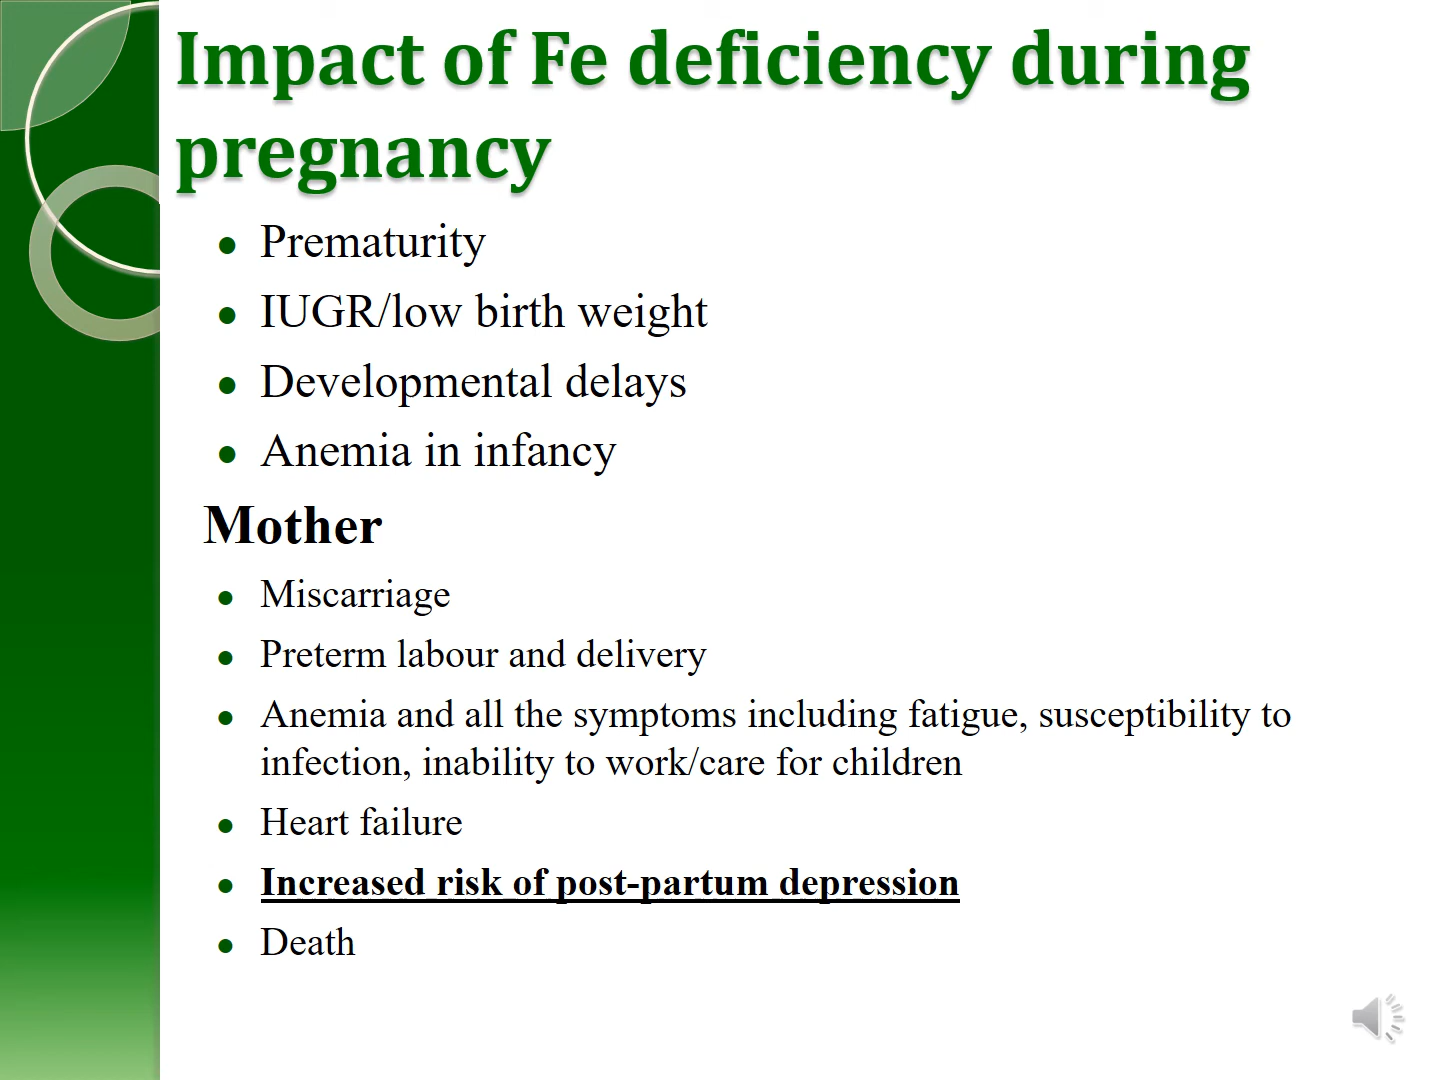 Impact of Fe deficiency during
pregnancy
● Prematurity
● IUGR/low birth weight
● Developmental delays
● Anemia in infancy
Mother
● Miscarriage
● Preterm labour and delivery
● Anemia and all the symptoms including fatigue, susceptibility to
infection, inability to work/care for children
● Heart failure
● Increased risk of post-partum depression
● Death